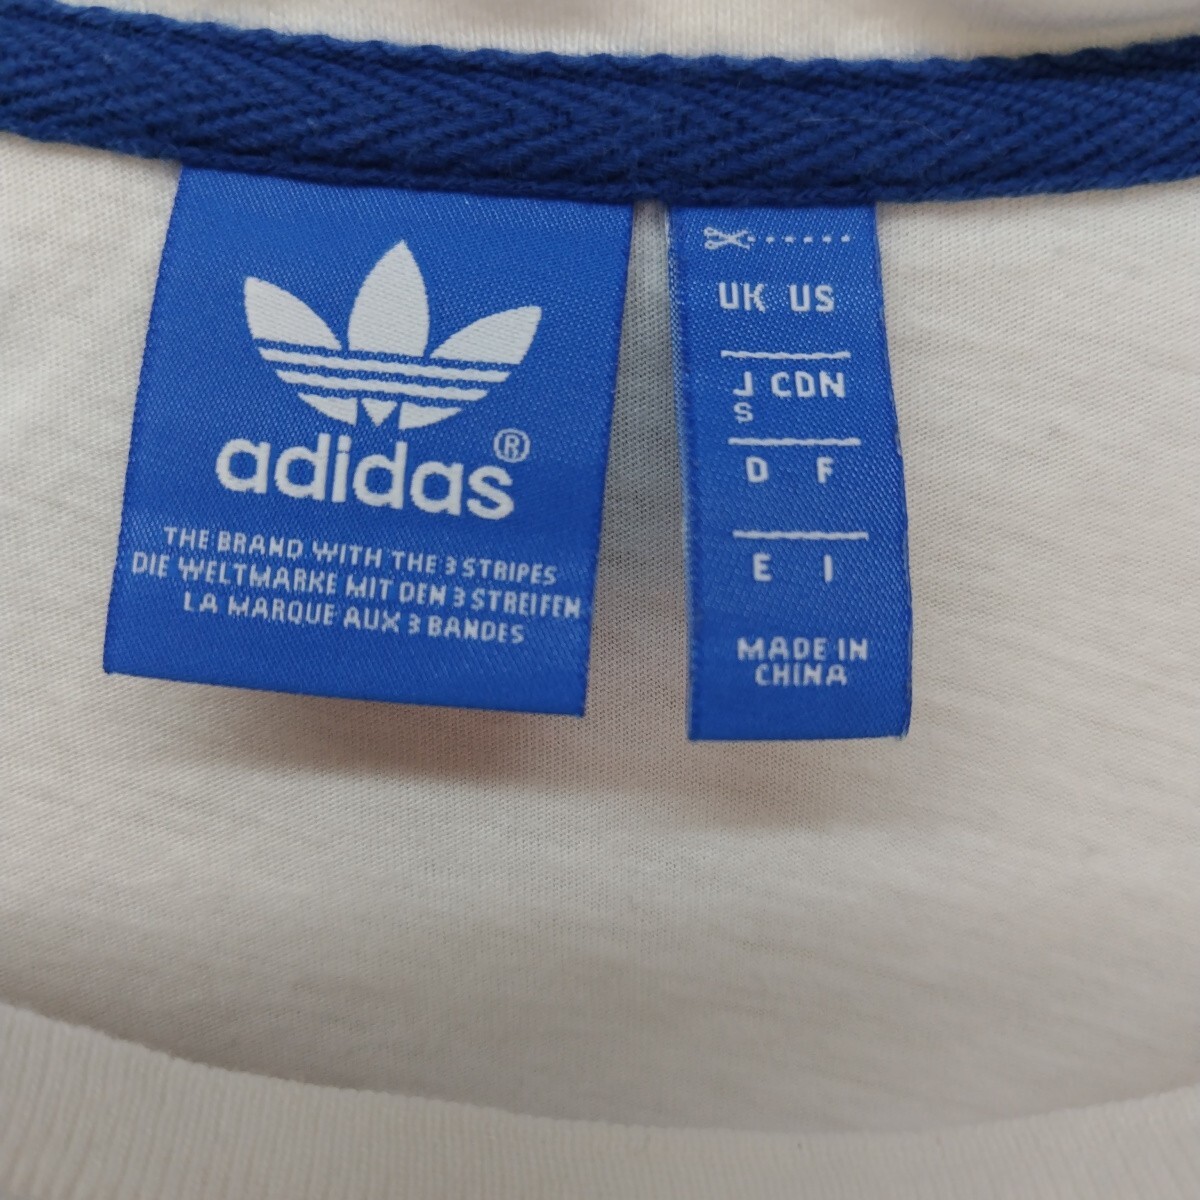 adidas®
THE BRAND WITH THE 3 STRIPES
DIE WELTMARKE MIT DEN 3 STREIFEN
LA MARQUE AUX 3 BANDES
UK US
J CDN
S
D F
E I
MADE IN
CHINA